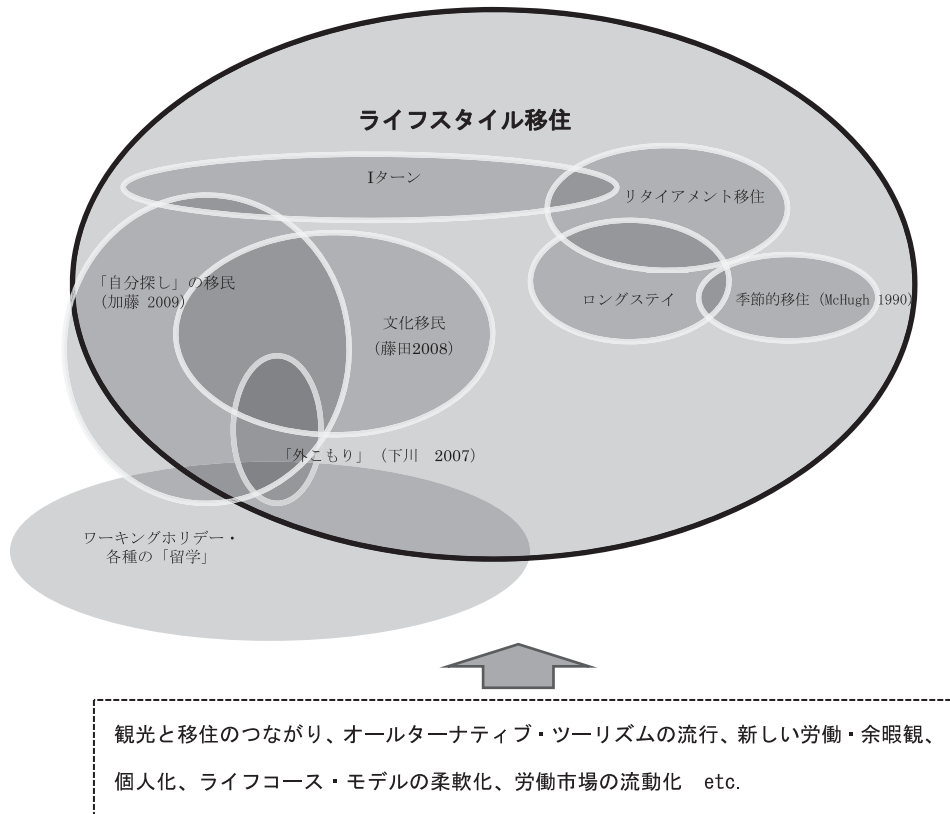 ライフスタイル移住
Iターン
リタイアメント移住
「自分探し」の移民
(加藤 2009)
ロングステイ
季節的移住（McHugh 1990)
文化移民
(藤田2008)
「外こもり」（下川　2007）
ワーキングホリデー・
各種の「留学」
観光と移住のつながり、オールターナティブ・ツーリズムの流行、新しい労働・余暇観、
個人化、ライフコース・モデルの柔軟化、労働市場の流動化　etc.